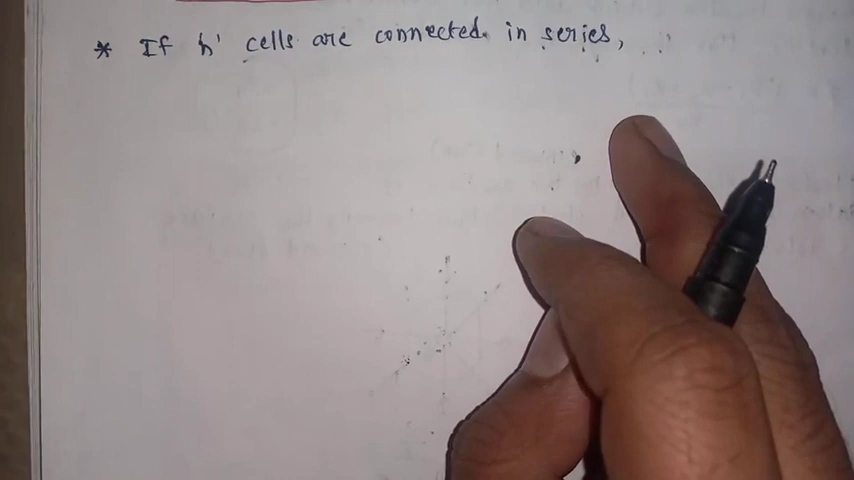 * If 'n' cells are connected in series,